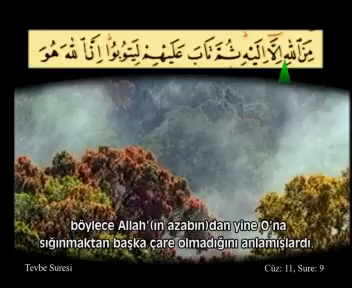 مِنَ اللّٰهِ اِلَّٓا اِلَيْهِۜ ثُمَّ تَابَ عَلَيْهِمْ لِيَتُوبُواۜ اِنَّ اللّٰهَ هُوَ
böylece Allah'(ın azabın)dan yine O'na
sığınmaktan başka çare olmadığını anlamışlardı.
Tevbe Suresi
Cüz: 11, Sure: 9